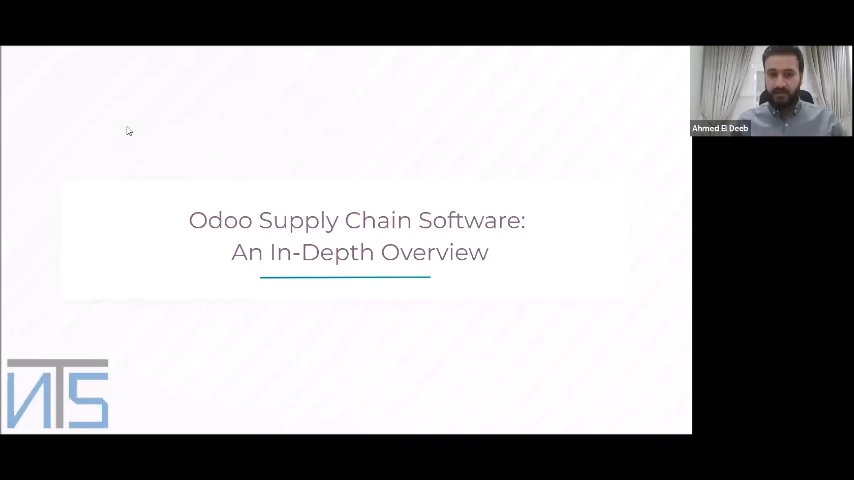 Ahmed El Deeb
Odoo Supply Chain Software:
An In-Depth Overview
NTS